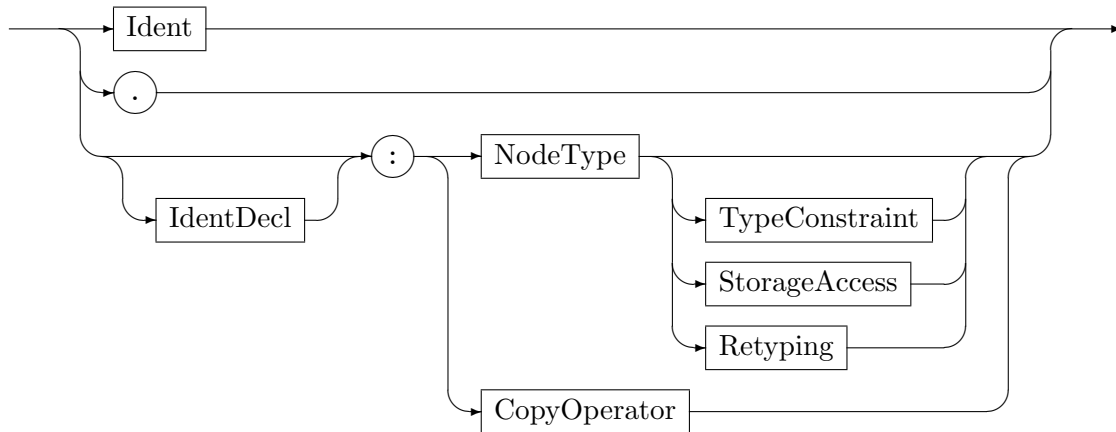 Ident
.
: NodeType
IdentDecl TypeConstraint
StorageAccess
Retyping
CopyOperator